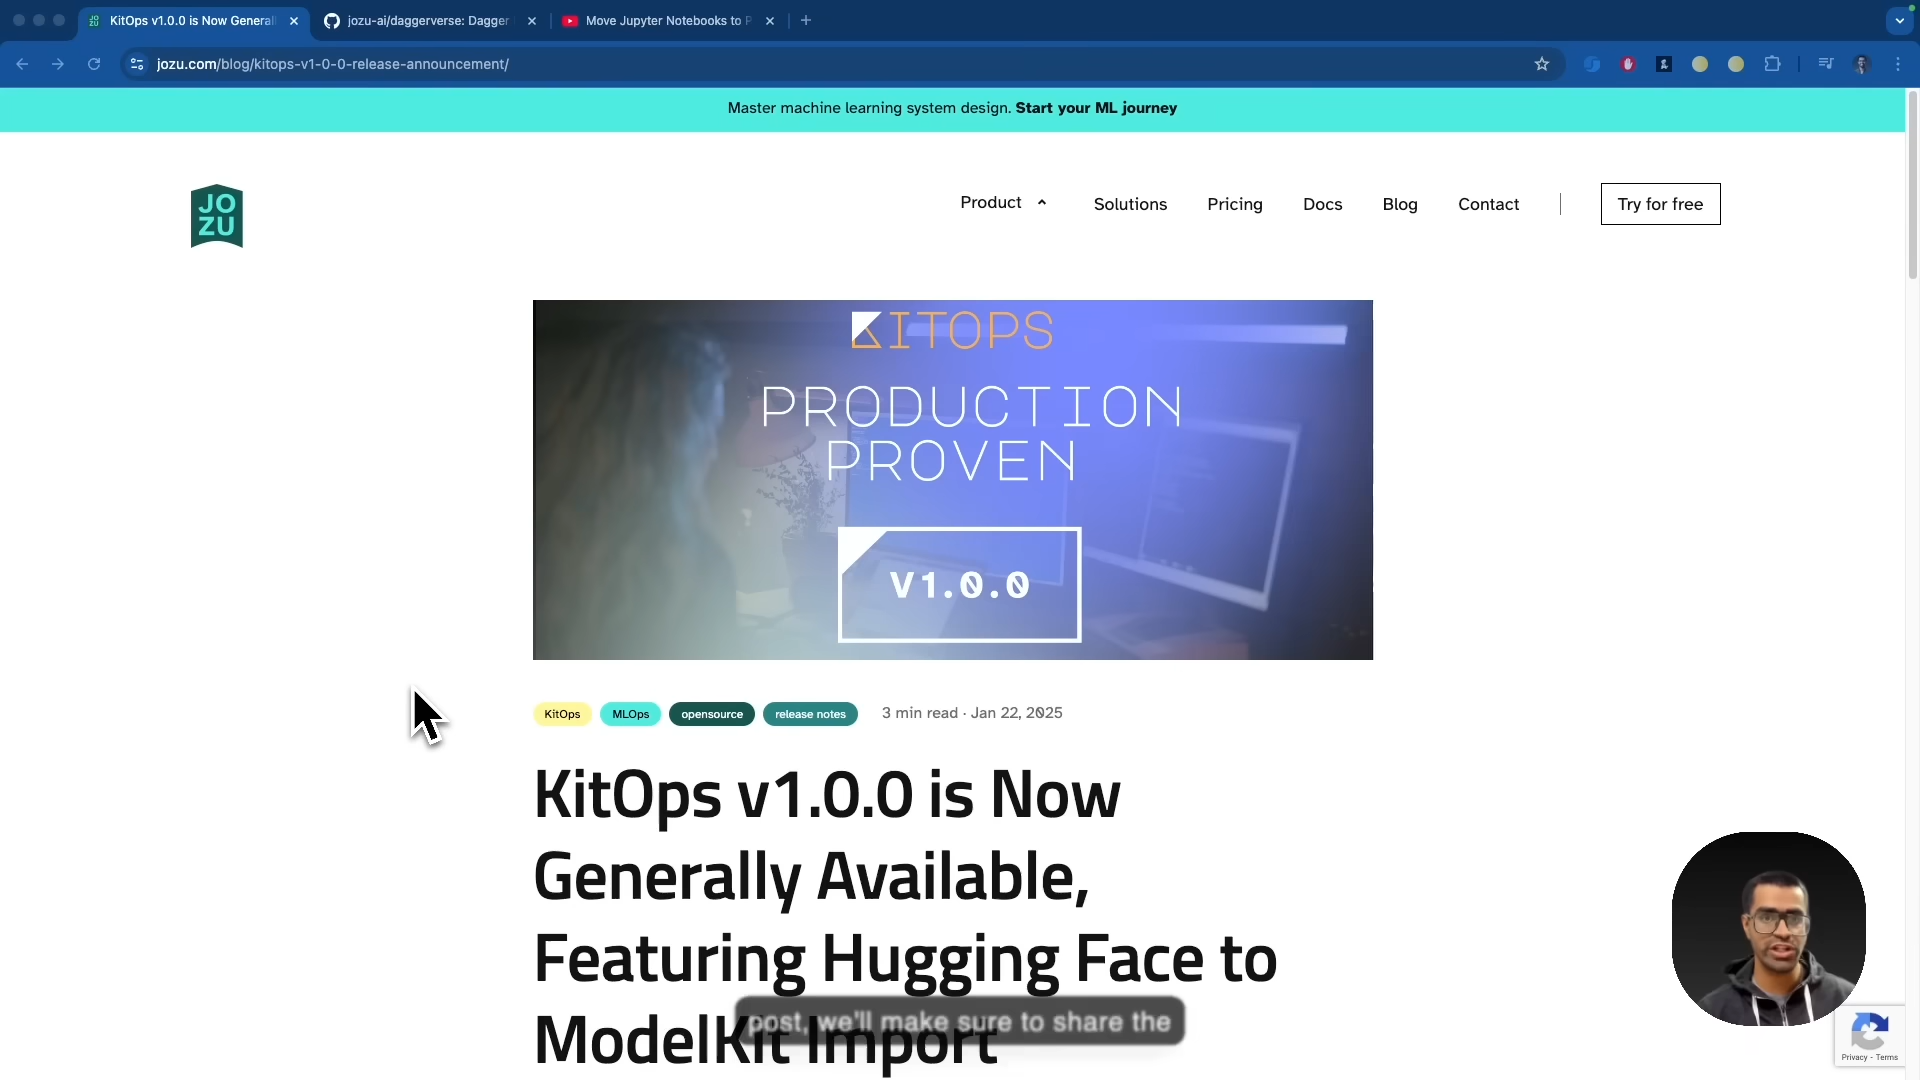 KitOps v1.0.0 is Now General
jozu-ai/daggerverse: Dagger
Move Jupyter Notebooks to P
jozu.com/blog/kitops-v1-0-0-release-announcement/
Master machine learning system design. Start your ML journey
JO
ZU
Product
Solutions
Pricing
Docs
Blog
Contact
Try for free
KITOPS
PRODUCTION
PROVEN
V1.0.0
KitOps
MLOps
opensource
release notes
3 min read · Jan 22, 2025
KitOps v1.0.0 is Now
Generally Available,
Featuring Hugging Face to
ModelKit Import
post, we'll make sure to share the
Privacy - Terms